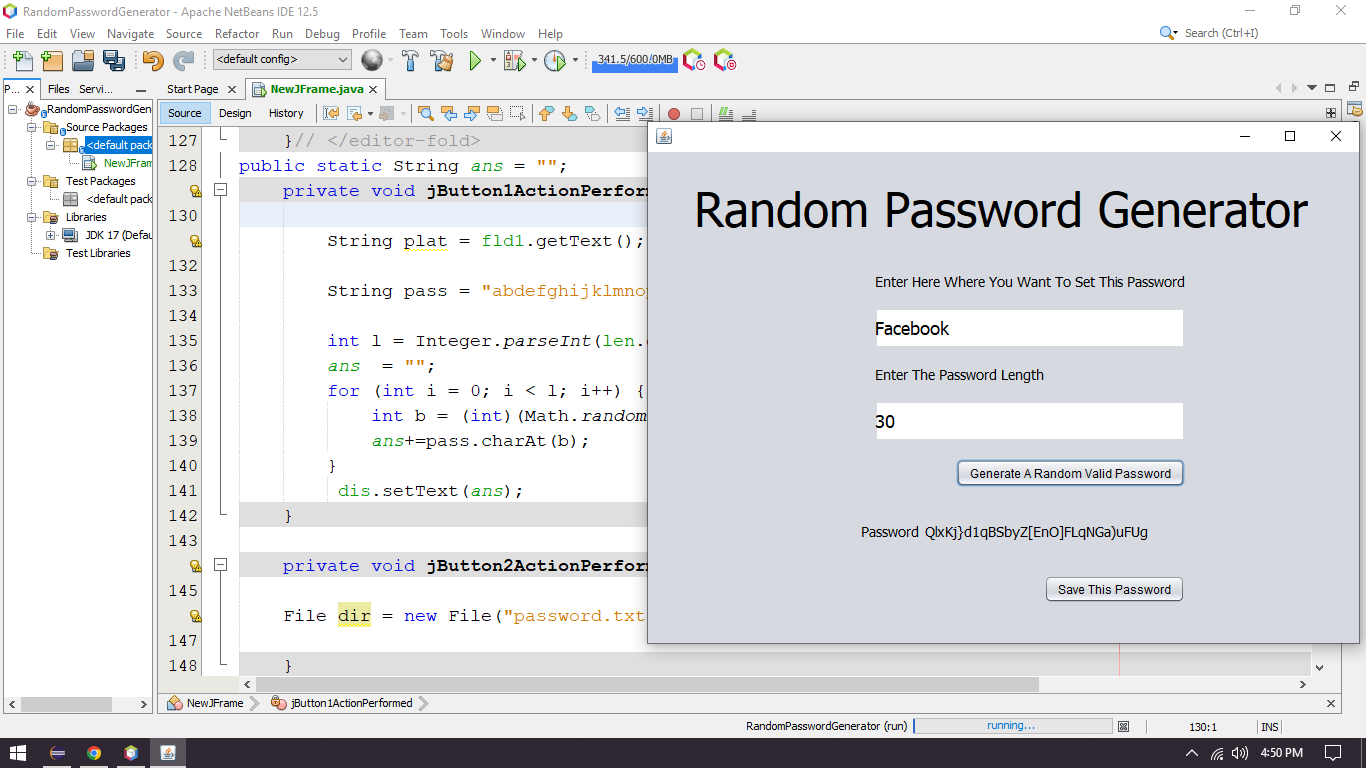 RandomPasswordGenerator - Apache NetBeans IDE 12.5
File Edit View Navigate Source Refactor Run Debug Profile Team Tools Window Help
Search (Ctrl+I)
<default config>
341.5/600/0MB
P... Files Servi...
Start Page NewJFrame.java
RandomPasswordGen
Source Packages
<default pack
NewJFram
Test Packages
<default pack
Libraries
JDK 17 (Defau
Test Libraries
Source Design History
127 }// </editor-fold>
128 public static String ans = "";
private void jButton1ActionPerform
130
String plat = fld1.getText();
132
133 String pass = "abdefghijklmnop
134
135 int l = Integer.parseInt(len.g
136 ans = "";
137 for (int i = 0; i < l; i++) {
138 int b = (int)(Math.random
139 ans+=pass.charAt(b);
140 }
141 dis.setText(ans);
142 }
143
private void jButton2ActionPerform
145
File dir = new File("password.txt
147
148 }
Random Password Generator
Enter Here Where You Want To Set This Password
Facebook
Enter The Password Length
30
Generate A Random Valid Password
Password QlxKj}d1qBSbyZ[EnO]FLqNGa)uFUg
Save This Password
NewJFrame jButton1ActionPerformed
RandomPasswordGenerator (run) running... 130:1 INS
4:50 PM